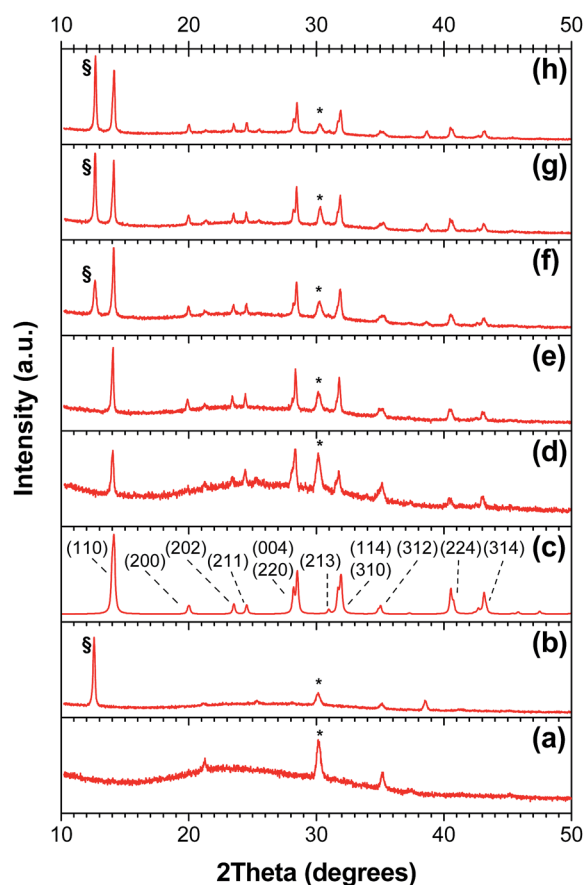 10 20 30 40 50
§ * (h)
§ * (g)
§ * (f)
* (e)
* (d)
(110) (200) (202) (211) (004) (220) (213) (114) (310) (312) (224) (314) (c)
§ * (b)
* (a)
10 20 30 40 50
2Theta (degrees)
Intensity (a.u.)